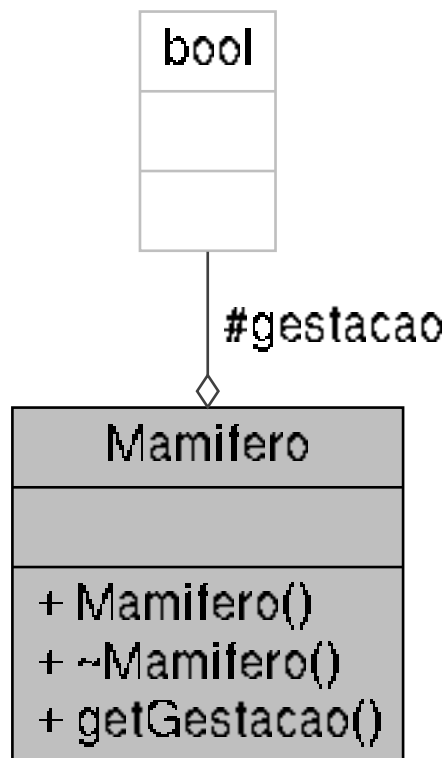 bool
#gestacao
Mamifero
+ Mamifero()
+ ~Mamifero()
+ getGestacao()